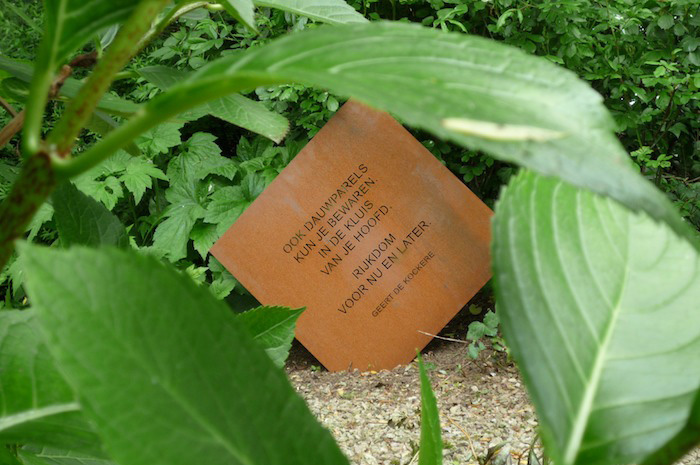 OOK DAUWPARELS
KUN JE BEWAREN
IN DE KLUIS
VAN JE HOOFD.
RIJKDOM
VOOR NU EN LATER
GEERT DE KOCKERE